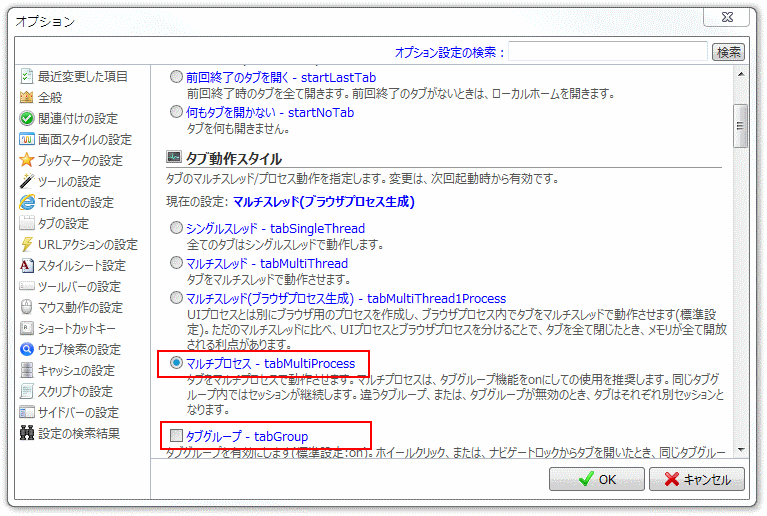 オプション
オプション設定の検索 :
検索
最近変更した項目
全般
関連付けの設定
画面スタイルの設定
ブックマークの設定
ツールの設定
Tridentの設定
タブの設定
URLアクションの設定
スタイルシート設定
ツールバーの設定
マウス動作の設定
ショートカットキー
ウェブ検索の設定
キャッシュの設定
スクリプトの設定
サイドバーの設定
設定の検索結果
前回終了のタブを開く - startLastTab
前回終了時のタブを全て開きます。前回終了のタブがないときは、ローカルホームを開きます。
何もタブを開かない - startNoTab
タブを何も開きません。
タブ動作スタイル
タブのマルチスレッド/プロセス動作を指定します。変更は、次回起動時から有効です。
現在の設定: マルチスレッド(ブラウザプロセス生成)
シングルスレッド - tabSingleThread
全てのタブはシングルスレッドで動作します。
マルチスレッド - tabMultiThread
タブをマルチスレッドで動作させます。
マルチスレッド(ブラウザプロセス生成) - tabMultiThread1Process
UIプロセスとは別にブラウザ用のプロセスを作成し、ブラウザプロセス内でタブをマルチスレッドで動作させます(標準設
定)。ただのマルチスレッドに比べ、UIプロセスとブラウザプロセスを分けることで、タブを全て閉じたとき、メモリが全て開放
される利点があります。
マルチプロセス - tabMultiProcess
タブをマルチプロセスで動作させます。マルチプロセスは、タブグループ機能をonにしての使用を推奨します。同じタブグ
ループ内ではセッションが継続します。違うタブループ、または、タブグループが無効のとき、タブはそれぞれ別セッションと
なります。
タブグループ - tabGroup
タブグループを有効にします(標準設定:on)。ホイールクリック、または、ナビゲートロックからタブを開いたとき、同じタブグルー
OK
キャンセル